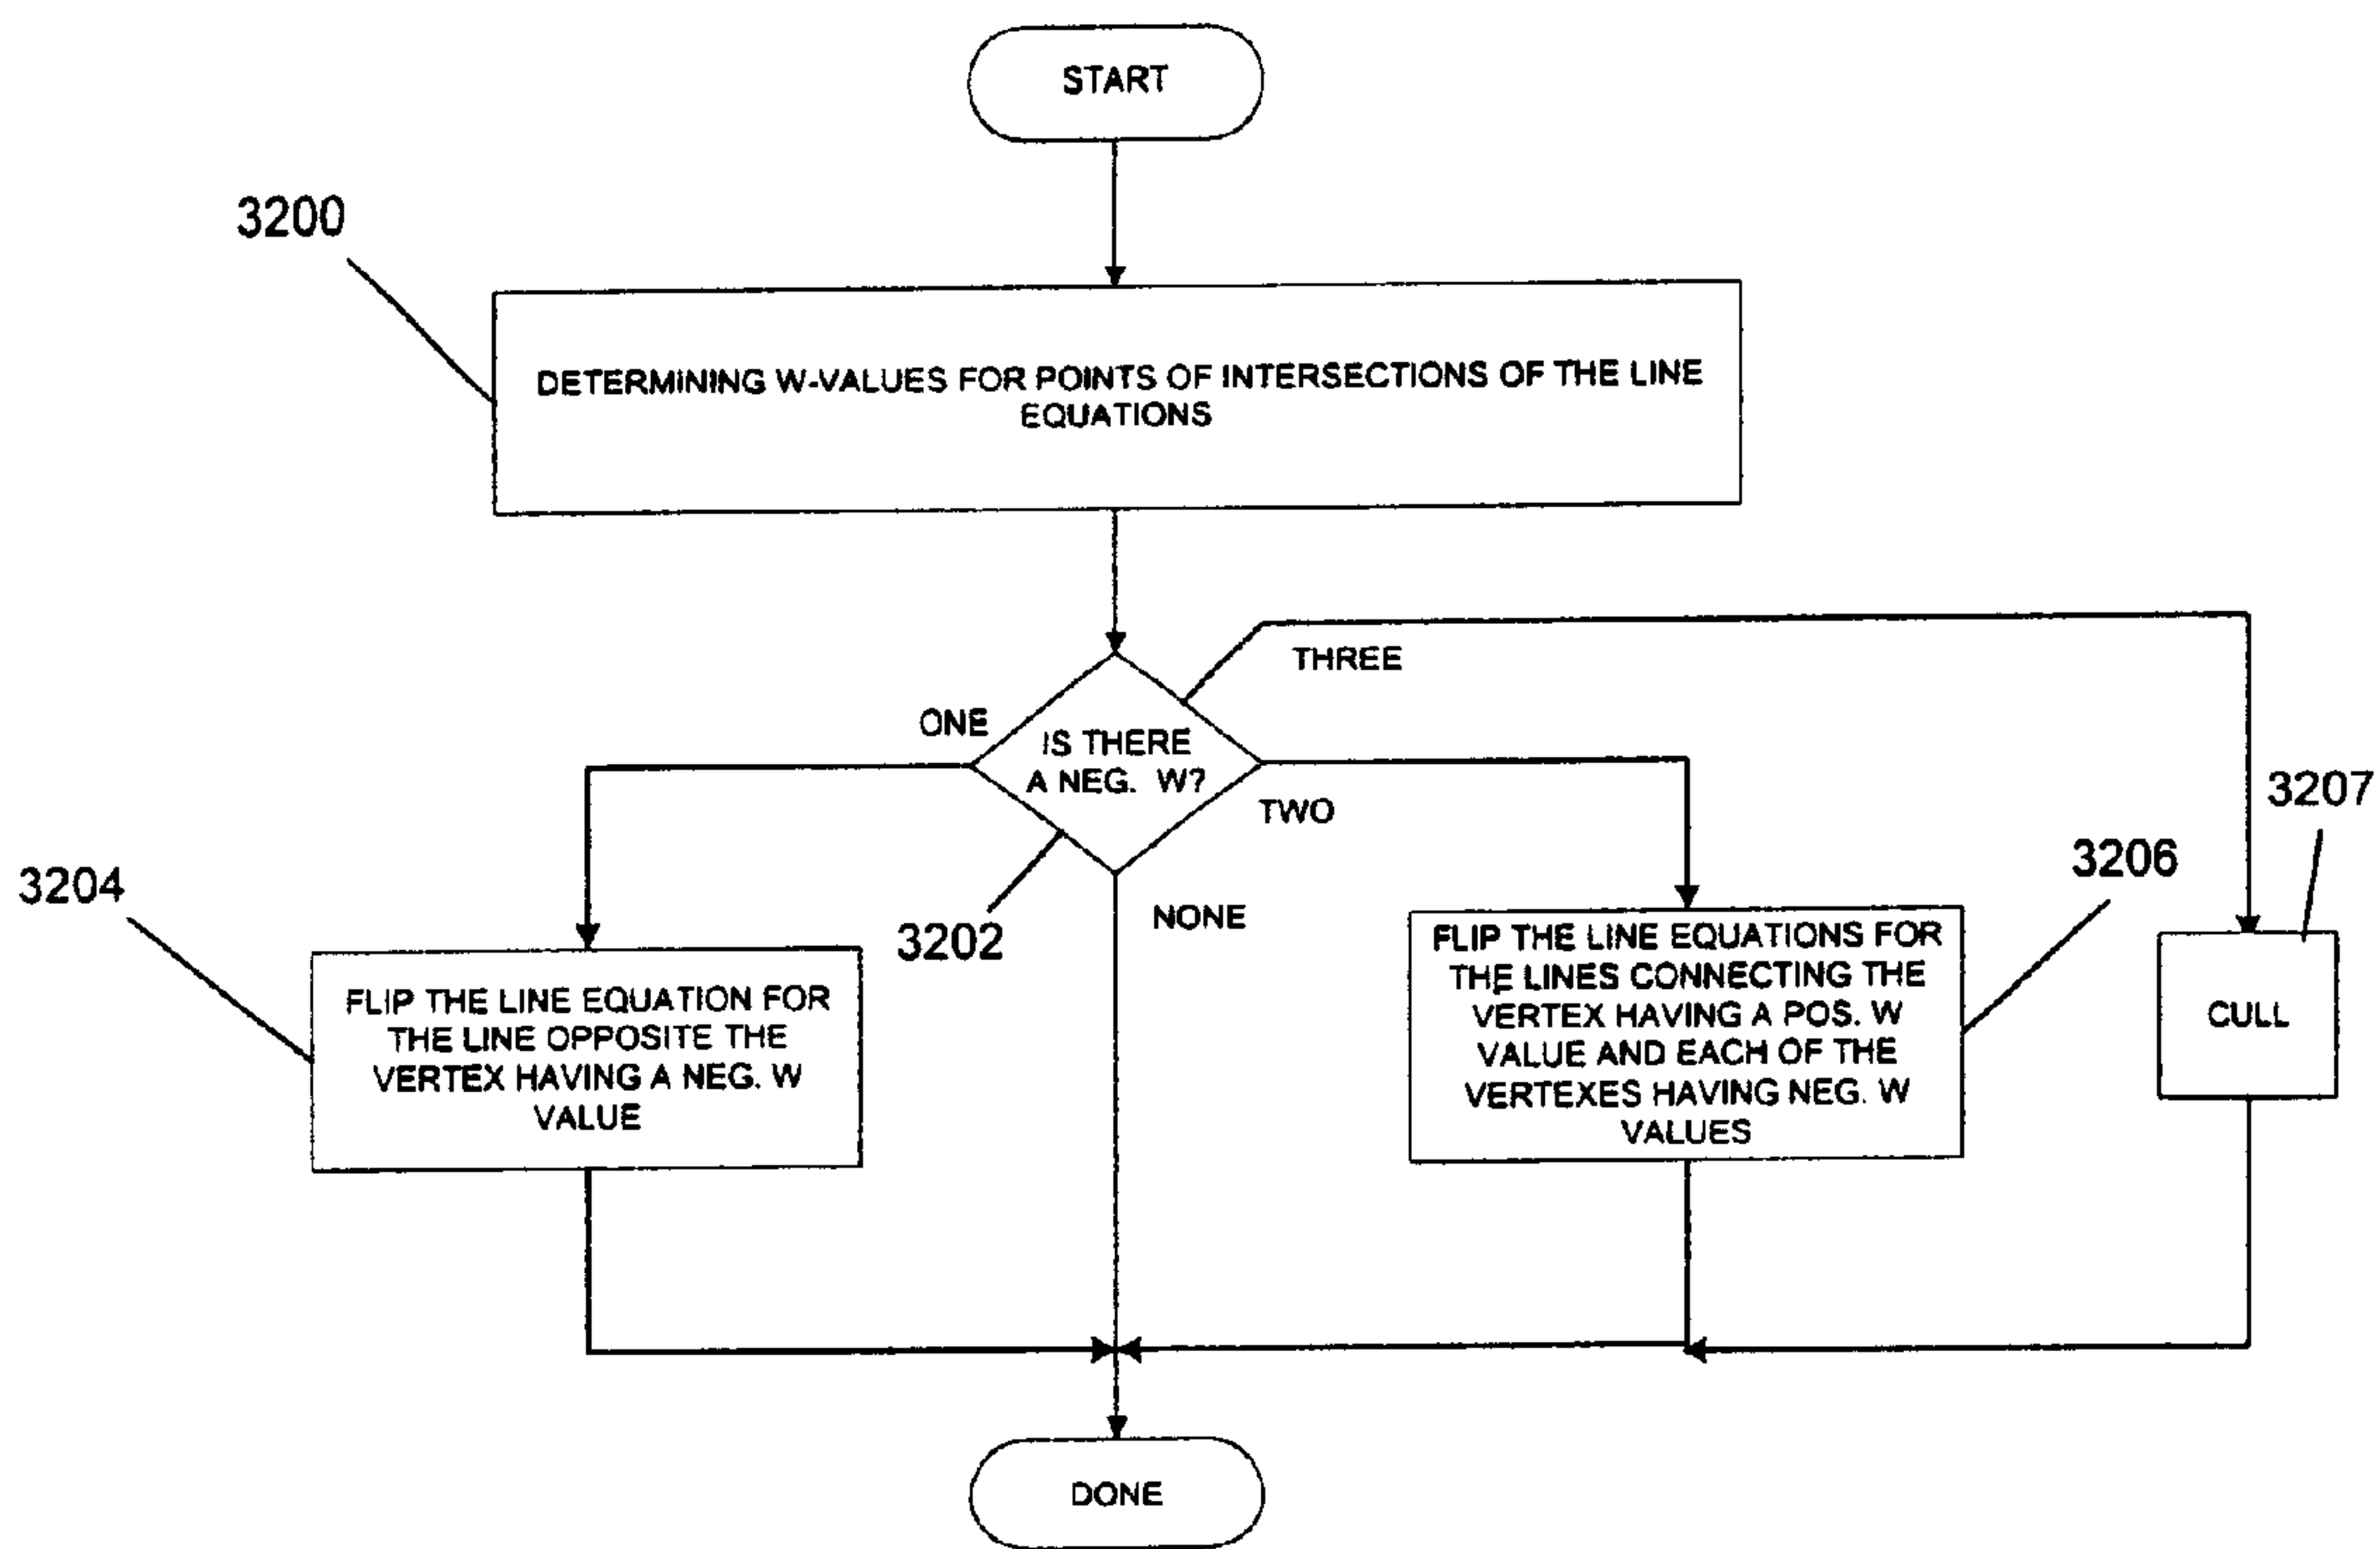 START
3200
DETERMINING W-VALUES FOR POINTS OF INTERSECTIONS OF THE LINE
EQUATIONS
THREE
ONE
IS THERE
A NEG. W?
TWO
3207
3204
3202
NONE
3206
FLIP THE LINE EQUATION FOR
THE LINE OPPOSITE THE
VERTEX HAVING A NEG. W
VALUE
FLIP THE LINE EQUATIONS FOR
THE LINES CONNECTING THE
VERTEX HAVING A POS. W
VALUE AND EACH OF THE
VERTEXES HAVING NEG. W
VALUES
CULL
DONE